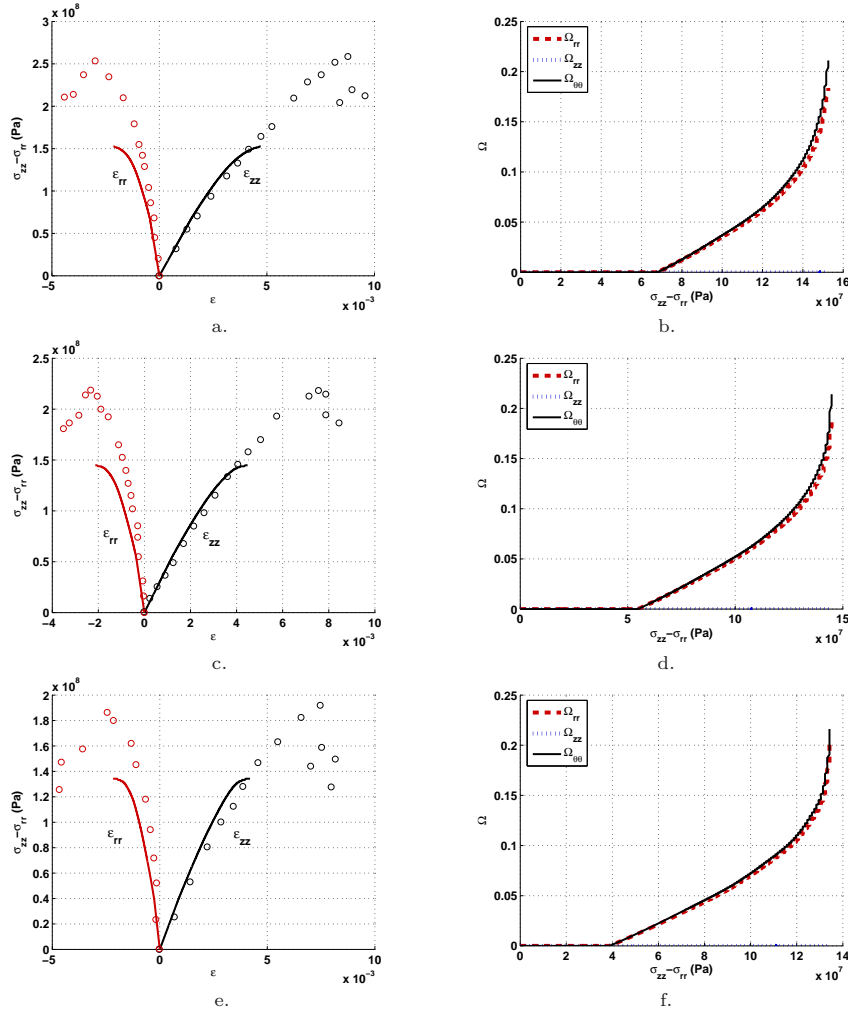 x 10^8
3
2.5
2
1.5
1
0.5
0
σzz−σrr (Pa)
εrr
εzz
−5 0 5 10
x 10^−3
ε
a.
0.25
0.2
0.15
0.1
0.05
0
Ω
Ωrr
Ωzz
Ωθθ
0 2 4 6 8 10 12 14 16
x 10^7
σzz−σrr (Pa)
b.
x 10^8
2.5
2
1.5
1
0.5
0
σzz−σrr (Pa)
εrr
εzz
−4 −2 0 2 4 6 8 10
x 10^−3
ε
c.
0.25
0.2
0.15
0.1
0.05
0
Ω
Ωrr
Ωzz
Ωθθ
0 5 10 15
x 10^7
σzz−σrr (Pa)
d.
x 10^8
2
1.8
1.6
1.4
1.2
1
0.8
0.6
0.4
0.2
0
σzz−σrr (Pa)
εrr
εzz
−5 0 5 10
x 10^−3
ε
e.
0.25
0.2
0.15
0.1
0.05
0
Ω
Ωrr
Ωzz
Ωθθ
0 2 4 6 8 10 12 14
x 10^7
σzz−σrr (Pa)
f.